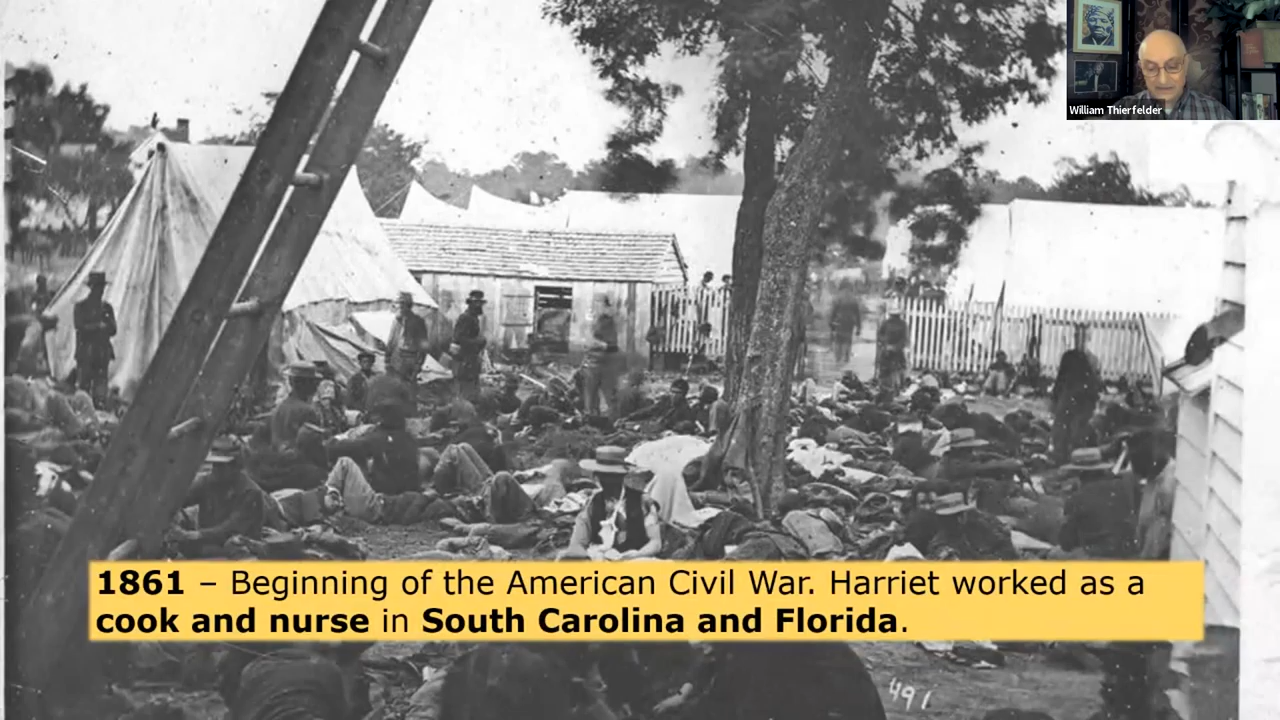 William Thierfelder
1861 – Beginning of the American Civil War. Harriet worked as a
cook and nurse in South Carolina and Florida.
491